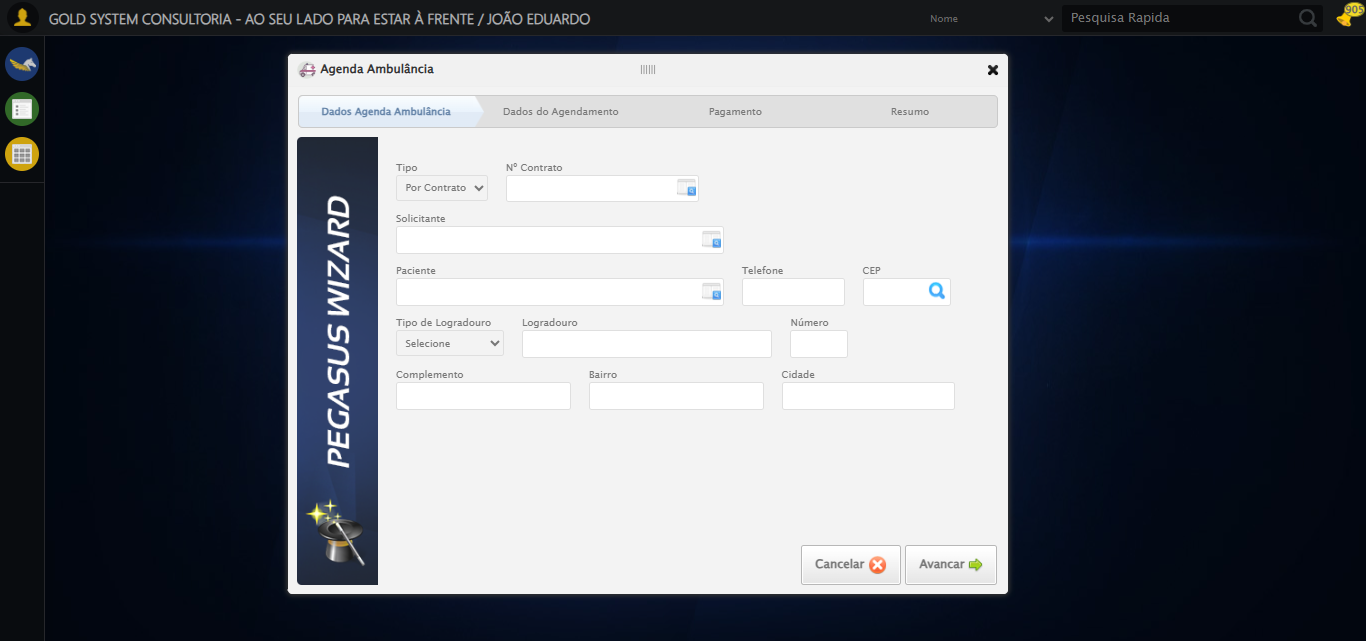 GOLD SYSTEM CONSULTORIA - AO SEU LADO PARA ESTAR À FRENTE / JOÃO EDUARDO
Nome
Pesquisa Rapida
905
Agenda Ambulância
Dados Agenda Ambulância
Dados do Agendamento
Pagamento
Resumo
PEGASUS WIZARD
Tipo
Nº Contrato
Por Contrato
Solicitante
Paciente
Telefone
CEP
Tipo de Logradouro
Logradouro
Número
Selecione
Complemento
Bairro
Cidade
Cancelar
Avancar